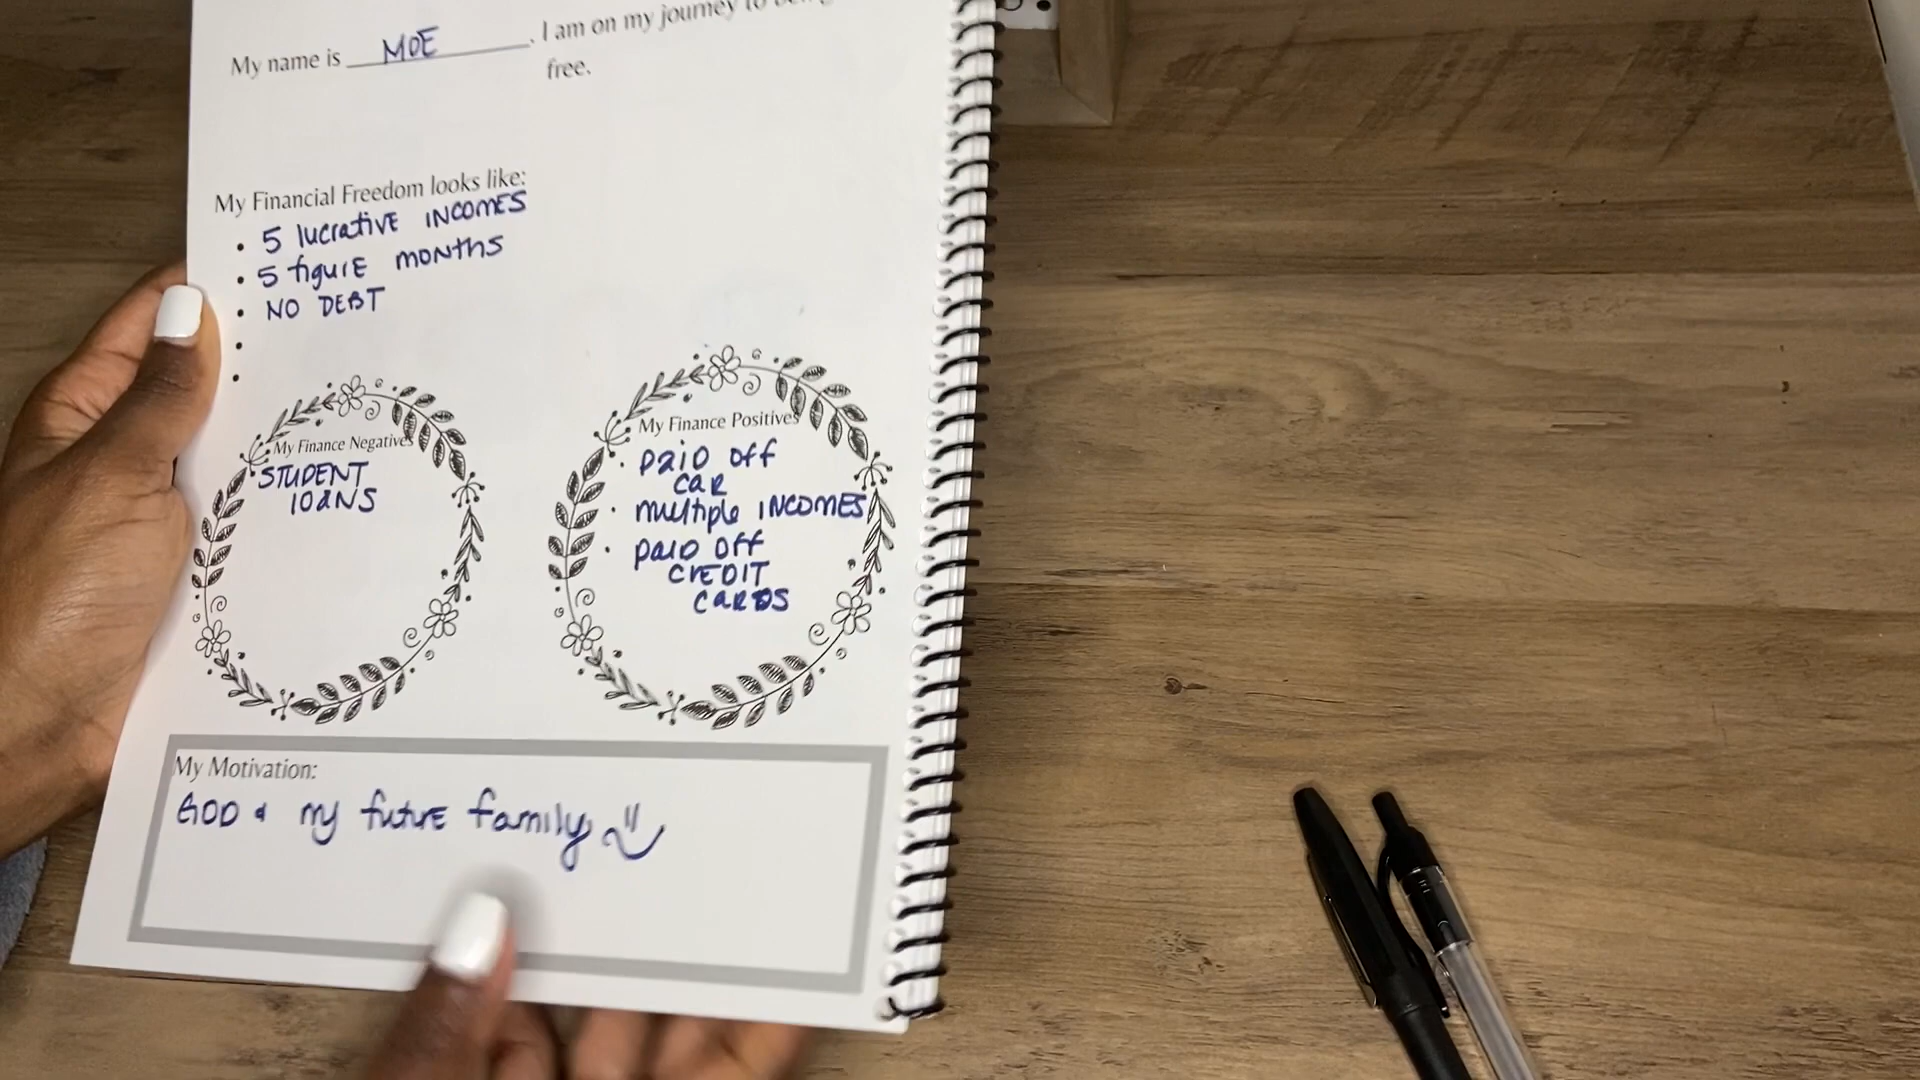 My name is MOE. I am on my journey to being
free.
My Financial Freedom looks like:
• 5 lucrative INCOMES
• 5 figure months
• NO DEBT
•
•
My Finance Negatives
STUDENT
loans
My Finance Positives
• paid off
car
• multiple INCOMES
• paid off
CREDIT
CARDS
My Motivation:
GOD & my future family